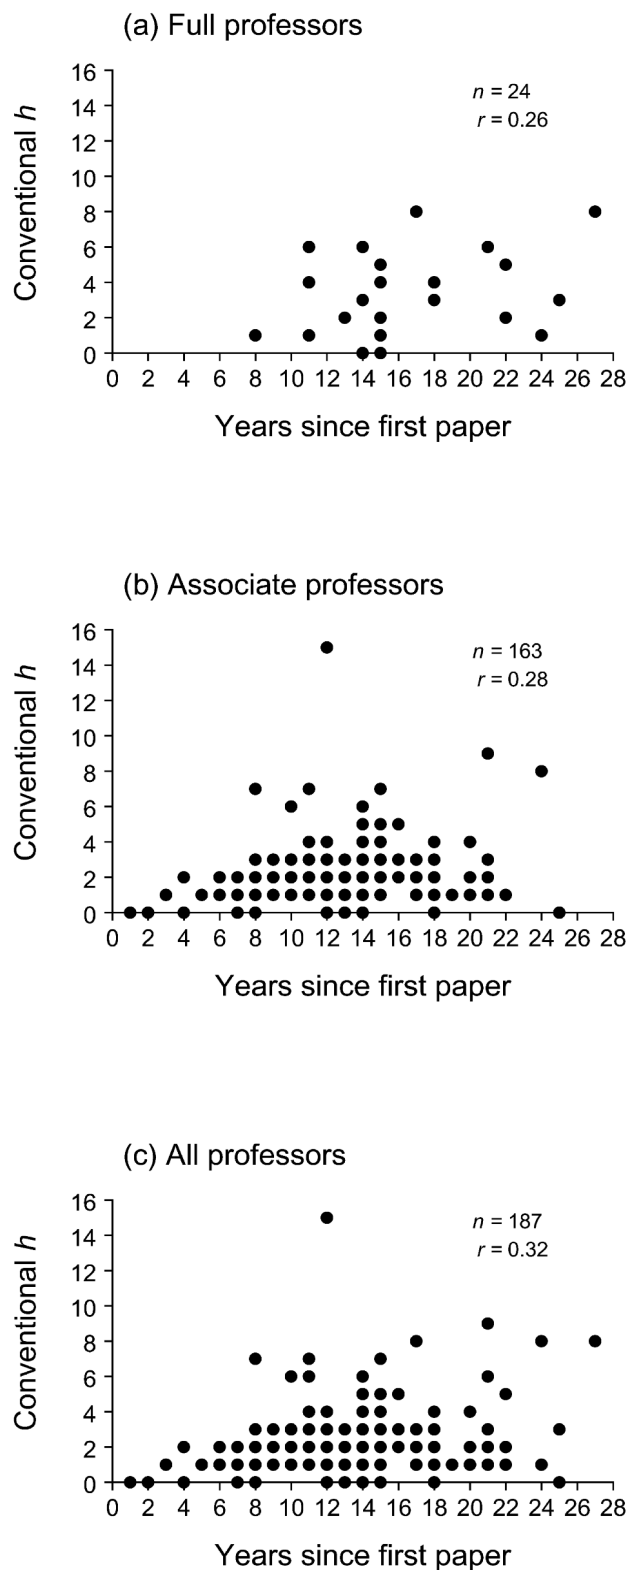 (a) Full professors
n = 24
r = 0.26
Conventional h
16
14
12
10
8
6
4
2
0
0 2 4 6 8 10 12 14 16 18 20 22 24 26 28
Years since first paper
(b) Associate professors
n = 163
r = 0.28
Conventional h
16
14
12
10
8
6
4
2
0
0 2 4 6 8 10 12 14 16 18 20 22 24 26 28
Years since first paper
(c) All professors
n = 187
r = 0.32
Conventional h
16
14
12
10
8
6
4
2
0
0 2 4 6 8 10 12 14 16 18 20 22 24 26 28
Years since first paper